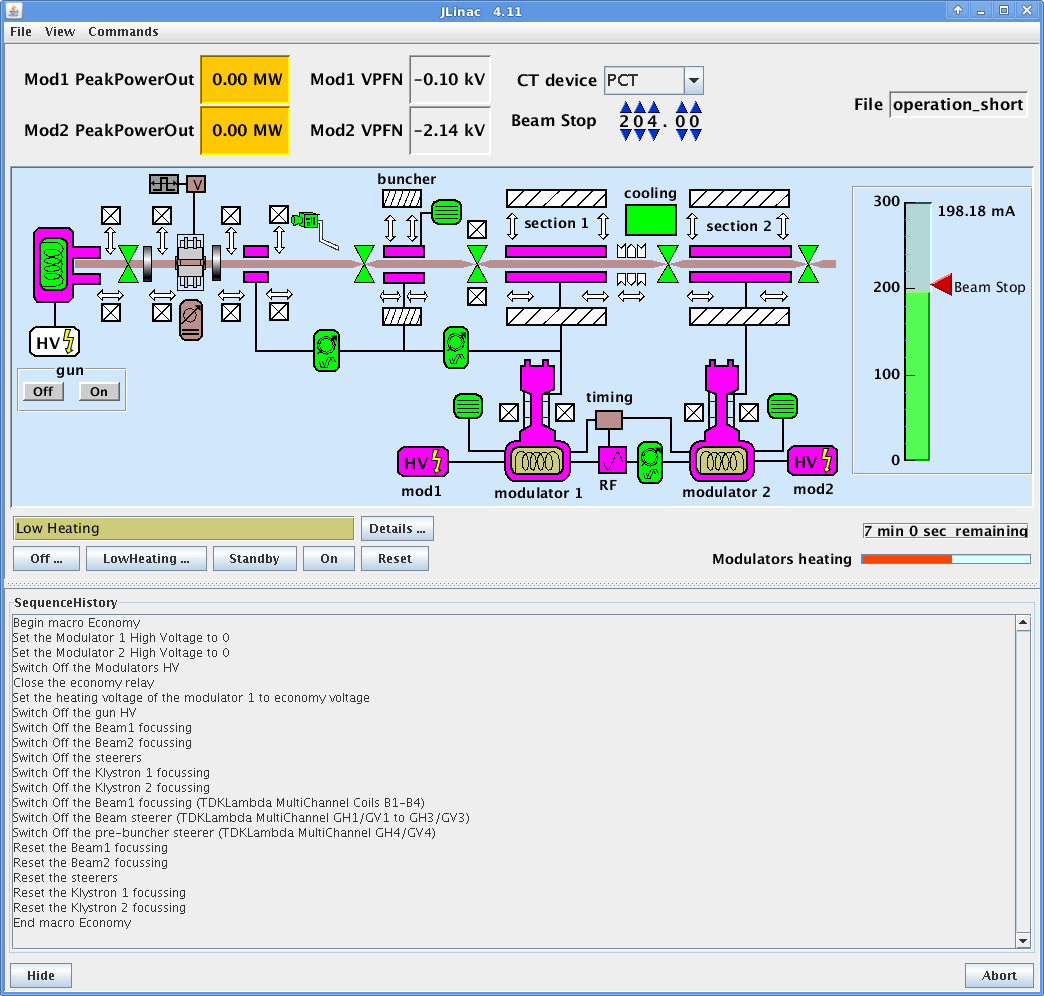 JLinac 4.11
File View Commands
Mod1 PeakPowerOut 0.00 MW Mod1 VPFN -0.10 kV CT device PCT
Mod2 PeakPowerOut 0.00 MW Mod2 VPFN -2.14 kV Beam Stop 204.00
File operation_short
V
buncher
cooling
section 1
section 2
300
198.18 mA
200
Beam Stop
100
0
HV
gun
Off On
timing
HV
mod1
modulator 1
RF
modulator 2
HV
mod2
Low Heating Details ...
7 min 0 sec remaining
Off ... LowHeating ... Standby On Reset
Modulators heating
SequenceHistory
Begin macro Economy
Set the Modulator 1 High Voltage to 0
Set the Modulator 2 High Voltage to 0
Switch Off the Modulators HV
Close the economy relay
Set the heating voltage of the modulator 1 to economy voltage
Switch Off the gun HV
Switch Off the Beam1 focussing
Switch Off the Beam2 focussing
Switch Off the steerers
Switch Off the Klystron 1 focussing
Switch Off the Klystron 2 focussing
Switch Off the Beam1 focussing (TDKLambda MultiChannel Coils B1-B4)
Switch Off the Beam steerer (TDKLambda MultiChannel GH1/GV1 to GH3/GV3)
Switch Off the pre-buncher steerer (TDKLambda MultiChannel GH4/GV4)
Reset the Beam1 focussing
Reset the Beam2 focussing
Reset the steerers
Reset the Klystron 1 focussing
Reset the Klystron 2 focussing
End macro Economy
Hide Abort